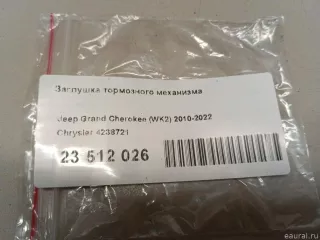 Заглушка тормозного механизма
Jeep Grand Cherokee (WK2) 2010-2022
Chrysler 4238721
23 512 026
eaural.ru